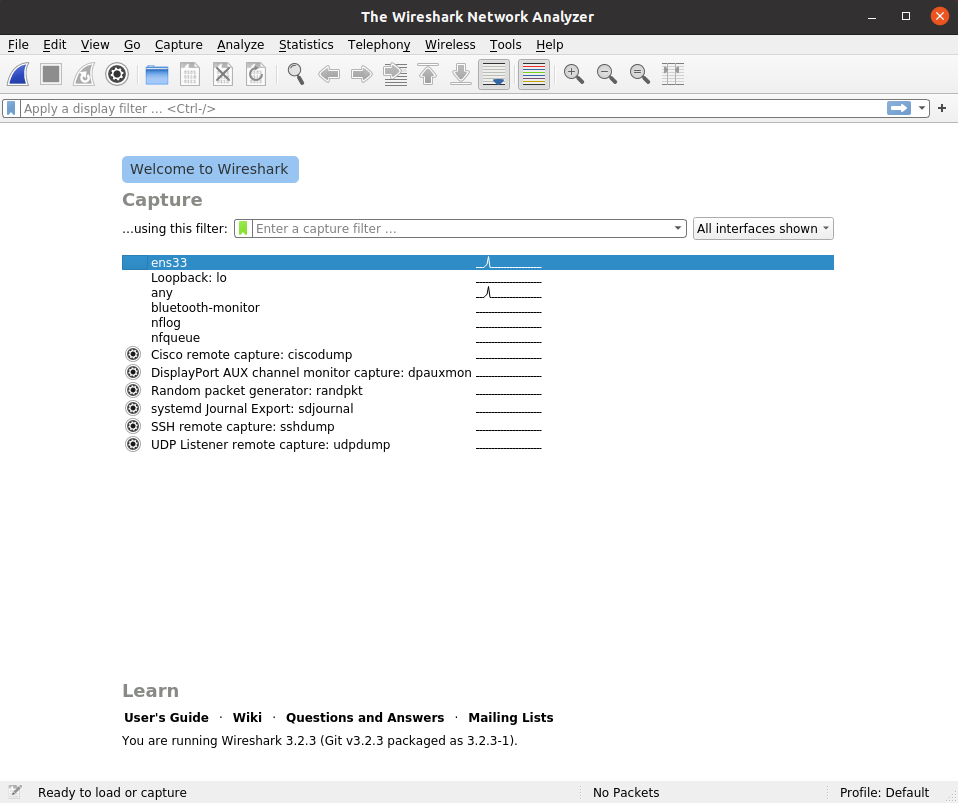 The Wireshark Network Analyzer
File Edit View Go Capture Analyze Statistics Telephony Wireless Tools Help
Apply a display filter … <Ctrl-/>
+
Welcome to Wireshark
Capture
…using this filter: Enter a capture filter … All interfaces shown
ens33
Loopback: lo
any
bluetooth-monitor
nflog
nfqueue
Cisco remote capture: ciscodump
DisplayPort AUX channel monitor capture: dpauxmon
Random packet generator: randpkt
systemd Journal Export: sdjournal
SSH remote capture: sshdump
UDP Listener remote capture: udpdump
Learn
User's Guide · Wiki · Questions and Answers · Mailing Lists
You are running Wireshark 3.2.3 (Git v3.2.3 packaged as 3.2.3-1).
Ready to load or capture No Packets Profile: Default